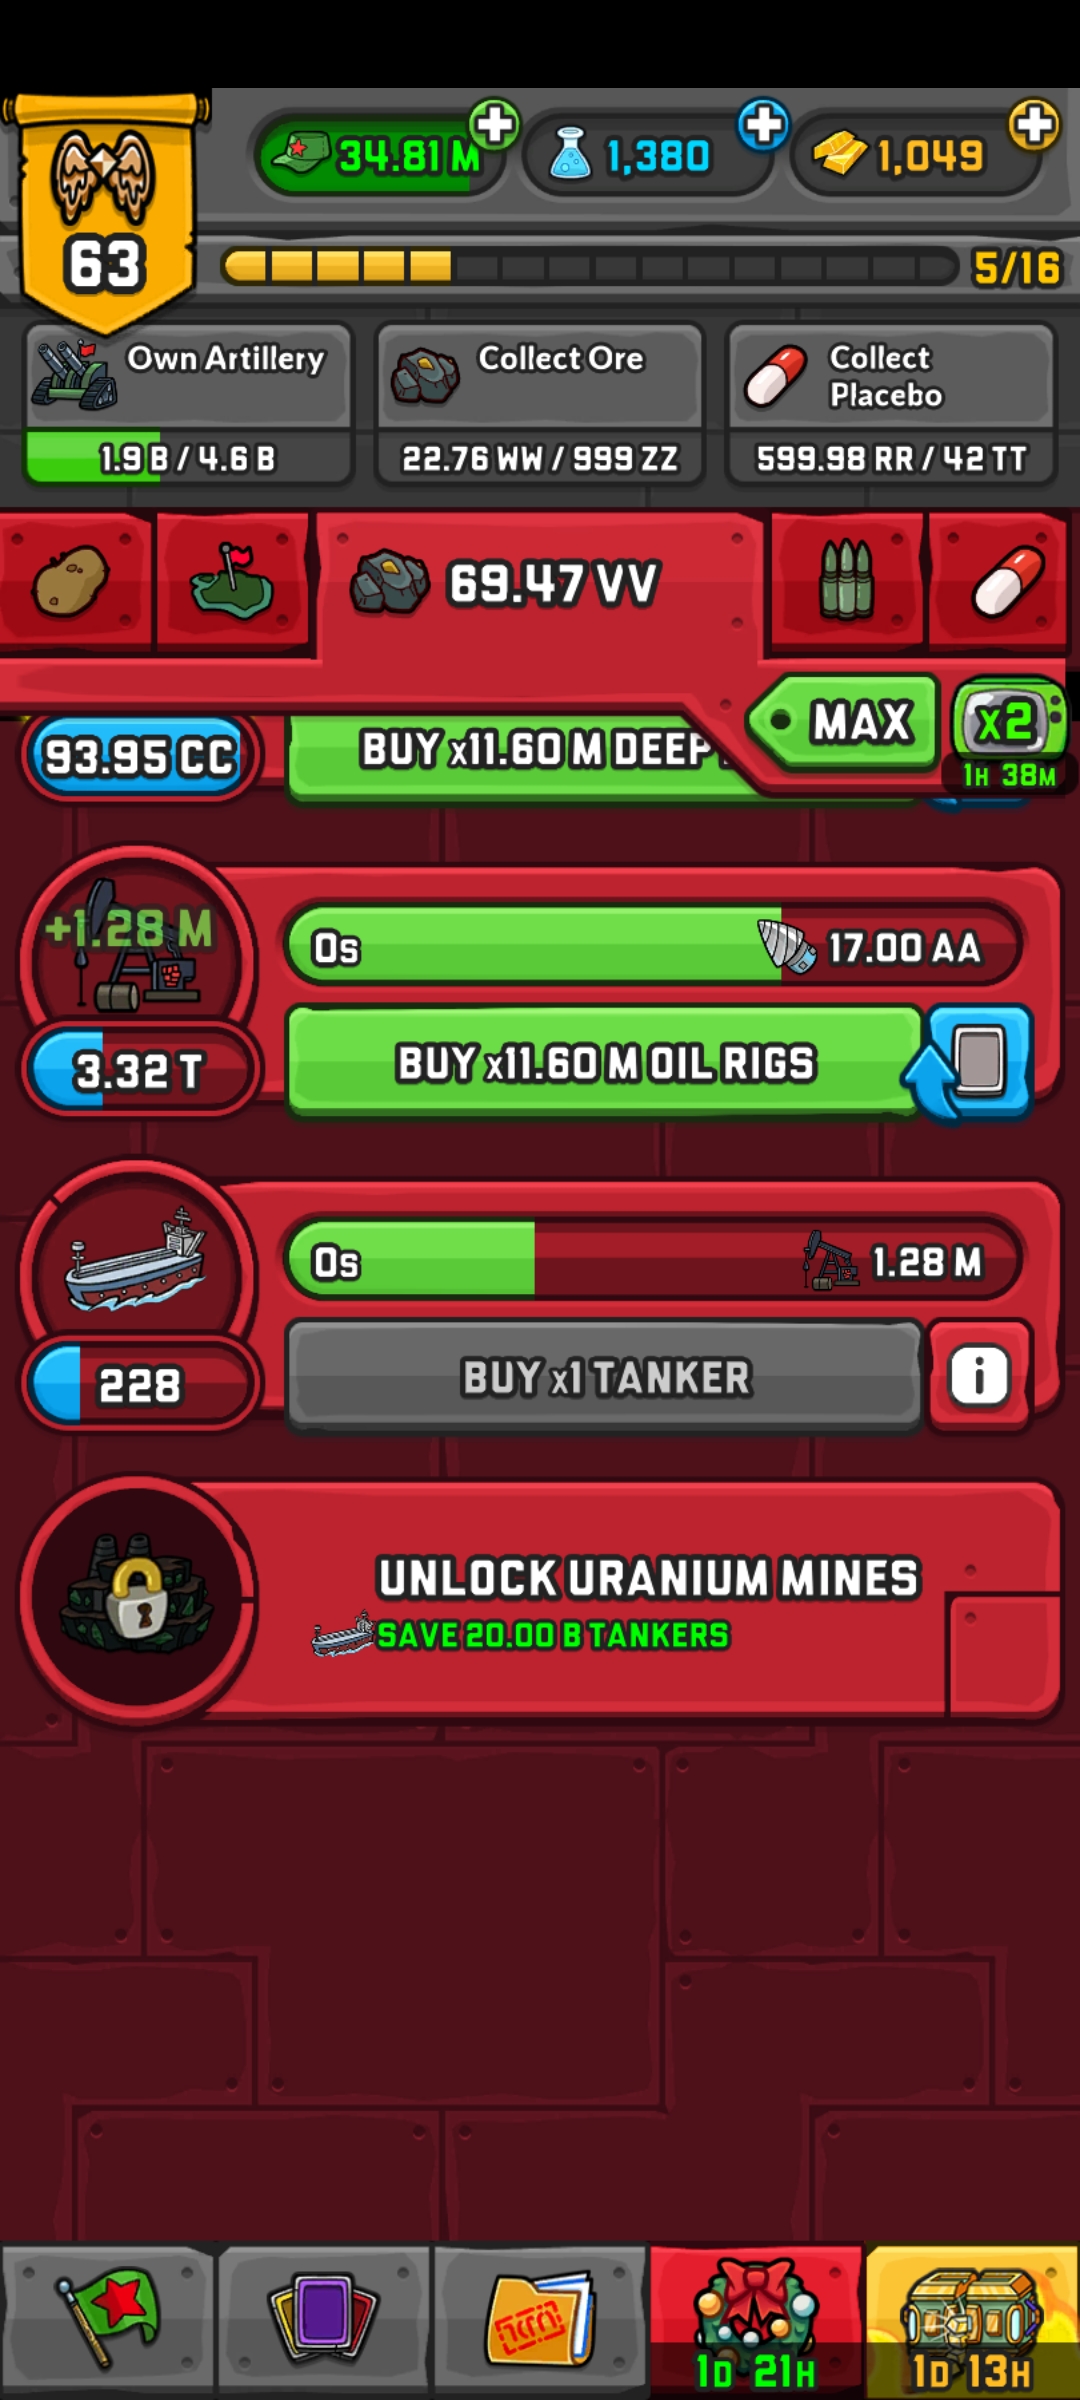 34.81 M
1,380
1,049
63
5/16
Own Artillery
1.9 B / 4.6 B
Collect Ore
22.76 WW / 999 ZZ
Collect
Placebo
599.98 RR / 42 TT
69.47 VV
MAX
X2
1H 38M
93.95 CC
BUY x11.60 M DEEP
+1.28 M
0s
17.00 AA
3.32 T
BUY x11.60 M OIL RIGS
0s
1.28 M
228
BUY x1 TANKER
i
UNLOCK URANIUM MINES
SAVE 20.00 B TANKERS
1D 21H
1D 13H